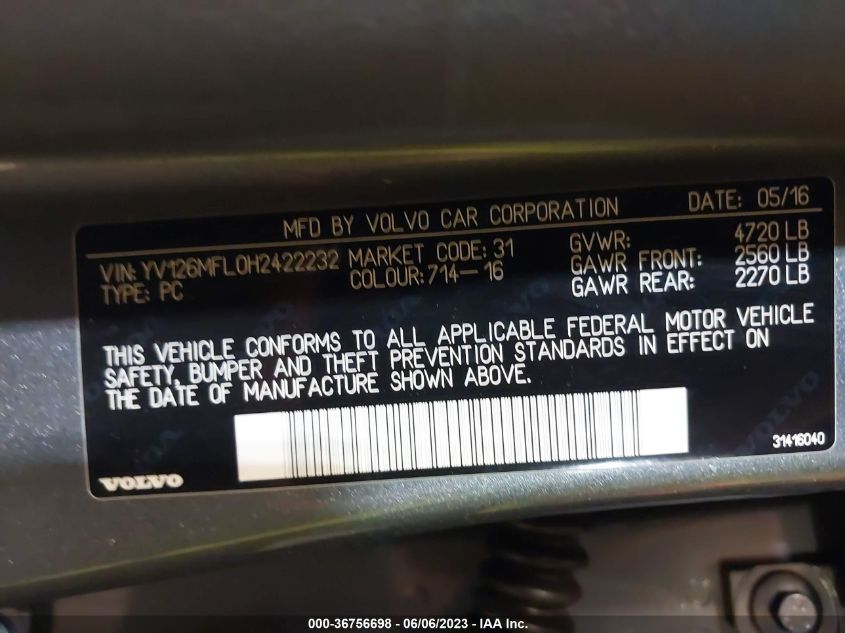 MFD BY VOLVO CAR CORPORATION DATE: 05/16
VIN: YV126MFL0H2422232 MARKET CODE: 31 GVWR: 4720 LB
TYPE: PC COLOUR: 714-16 GAWR FRONT: 2560 LB
GAWR REAR: 2270 LB
THIS VEHICLE CONFORMS TO ALL APPLICABLE FEDERAL MOTOR VEHICLE
SAFETY, BUMPER AND THEFT PREVENTION STANDARDS IN EFFECT ON
THE DATE OF MANUFACTURE SHOWN ABOVE.
VOLVO
31416040
VOLVO
000-36756698 - 06/06/2023 - IAA Inc.